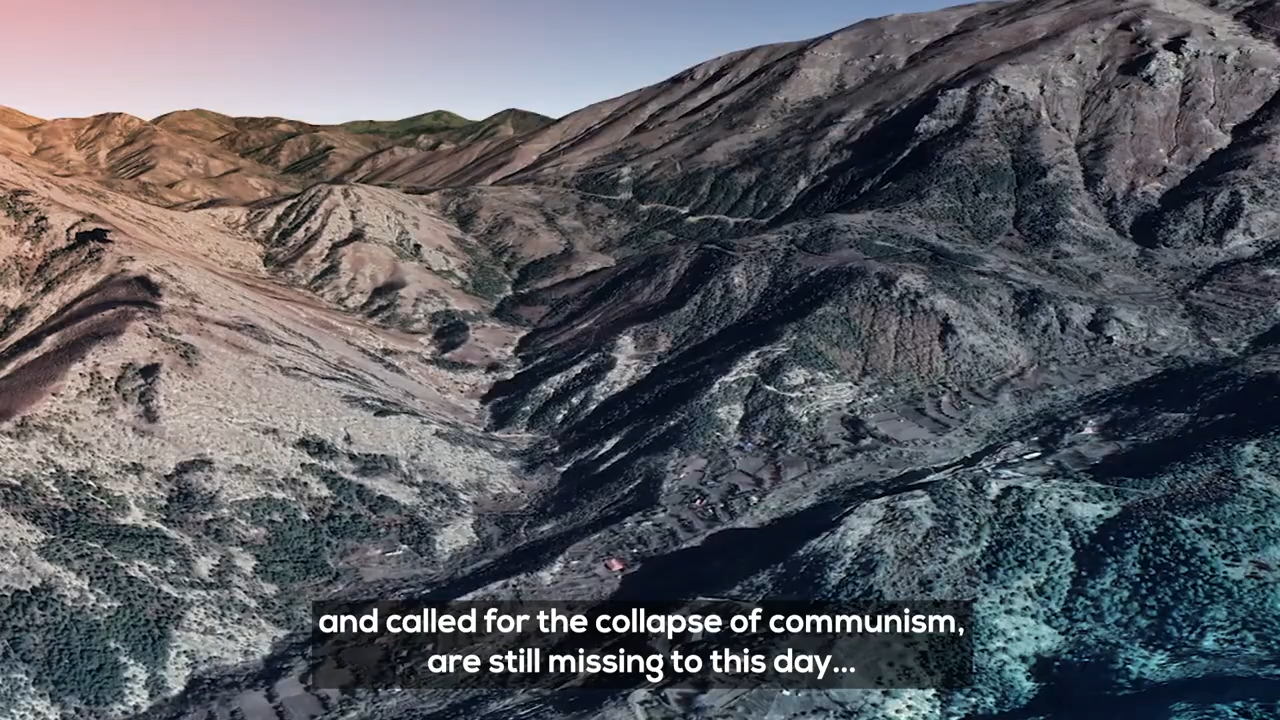 and called for the collapse of communism,
are still missing to this day...